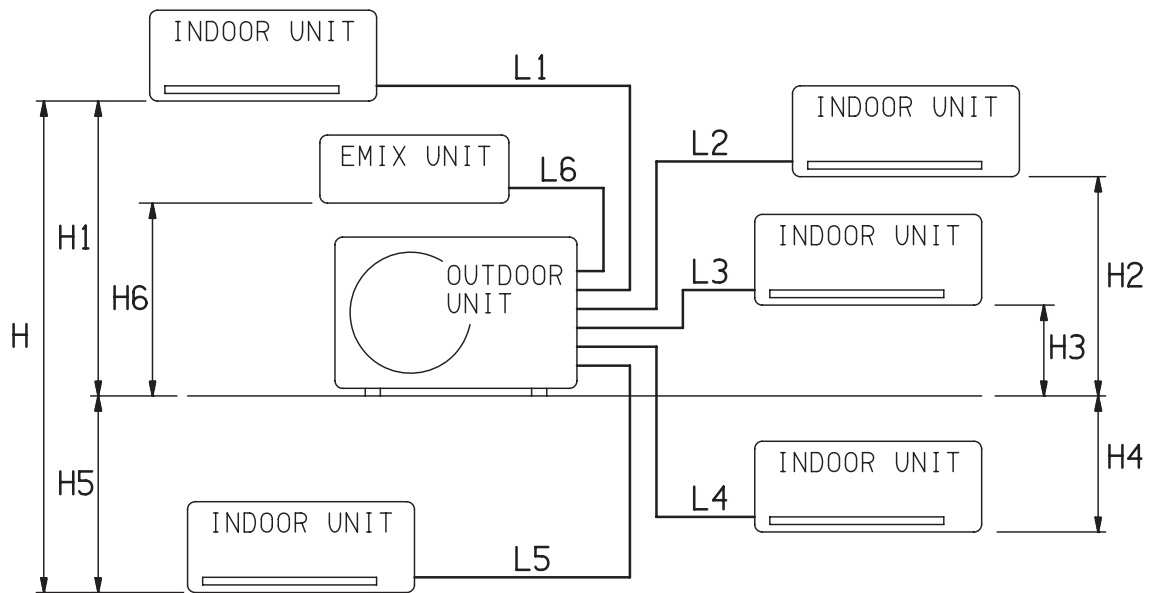 INDOOR UNIT
L1
INDOOR UNIT
L2
EMIX UNIT
L6
H1
H6
OUTDOOR
UNIT
INDOOR UNIT
L3
H2
H
H3
H5
INDOOR UNIT
H4
L4
INDOOR UNIT
L5